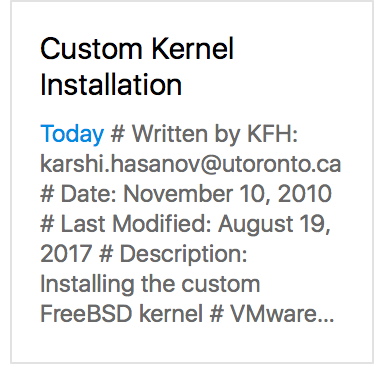 Custom Kernel
Installation
Today # Written by KFH:
karshi.hasanov@utoronto.ca
# Date: November 10, 2010
# Last Modified: August 19,
2017 # Description:
Installing the custom
FreeBSD kernel # VMware...